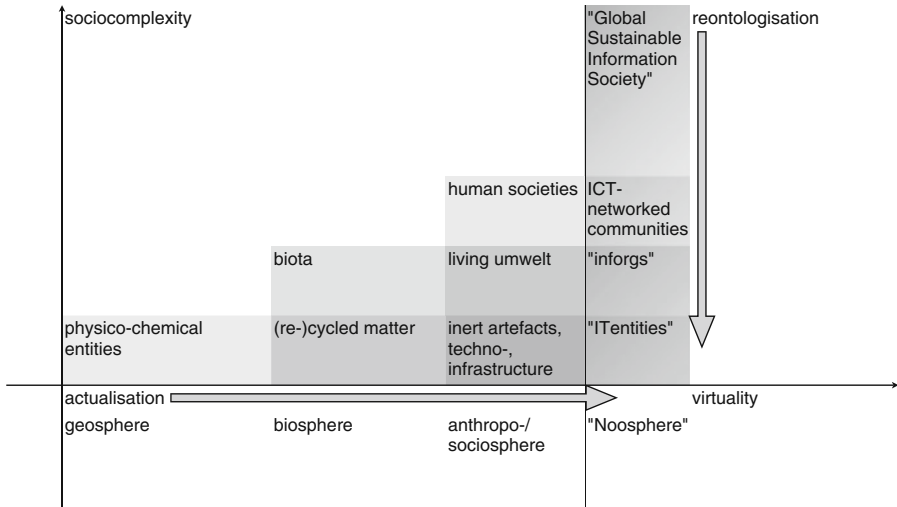 sociocomplexity
"Global
Sustainable
Information
Society"
reontologisation
human societies
ICT-
networked
communities
biota
living umwelt
"inforgs"
physico-chemical
entities
(re-)cycled matter
inert artefacts,
techno-,
infrastructure
"ITentities"
actualisation
virtuality
geosphere
biosphere
anthropo-/
sociosphere
"Noosphere"